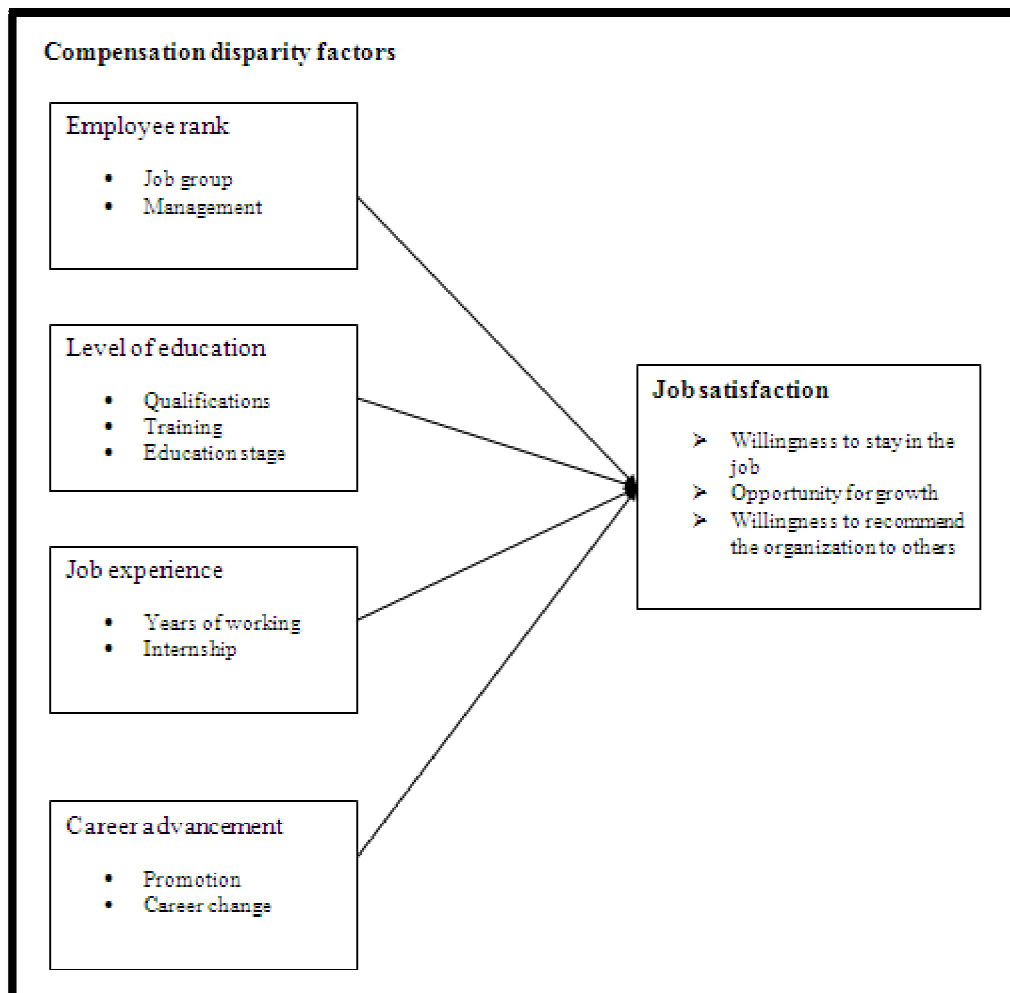 Compensation disparity factors
Employee rank
• Job group
• Management
Level of education
• Qualifications
• Training
• Education stage
Job experience
• Years of working
• Internship
Career advancement
• Promotion
• Career change
Job satisfaction
➢ Willingness to stay in the
job
➢ Opportunity for growth
➢ Willingness to recommend
the organization to others